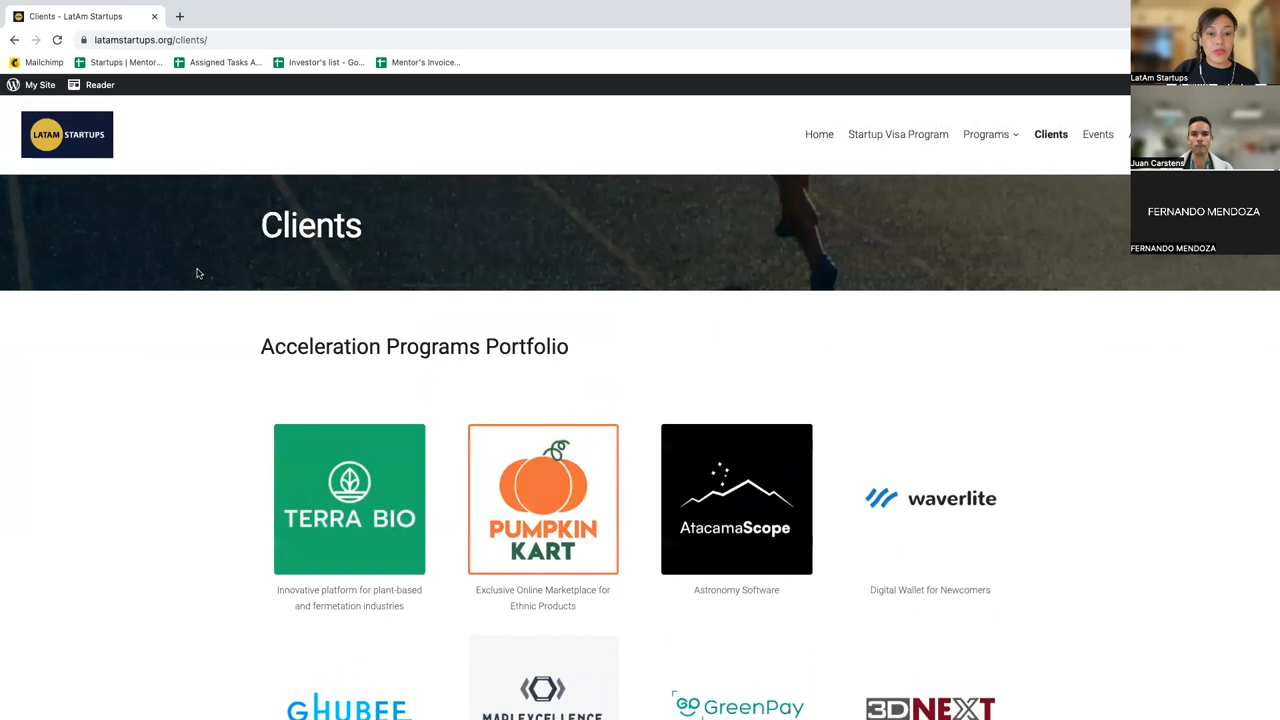 Clients - LatAm Startups
latamstartups.org/clients/
Mailchimp
Startups | Mentor...
Assigned Tasks A...
Investor's list - Go...
Mentor's Invoice...
My Site
Reader
LATAM STARTUPS
Home
Startup Visa Program
Programs
Clients
Events
LatAm Startups
Juan Carstens
FERNANDO MENDOZA
FERNANDO MENDOZA
Clients
Acceleration Programs Portfolio
TERRA BIO
PUMPKIN
KART
AtacamaScope
waverlite
Innovative platform for plant-based
and fermetation industries
Exclusive Online Marketplace for
Ethnic Products
Astronomy Software
Digital Wallet for Newcomers
GHUBEE
MAPLEXCELLENCE
GO GreenPay
3DNEXT